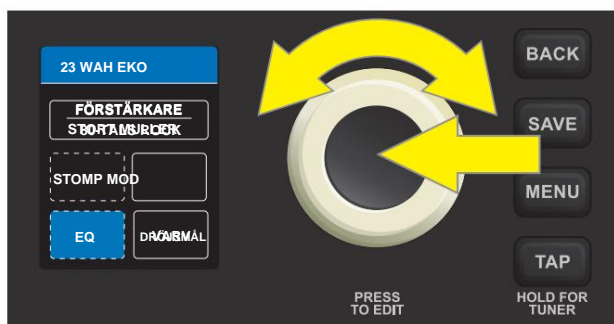 23 WAH EKO
FÖRSTÄRKARE
STOMP MOD
EQ
BACK
SAVE
MENU
TAP
PRESS
TO EDIT
HOLD FOR
TUNER